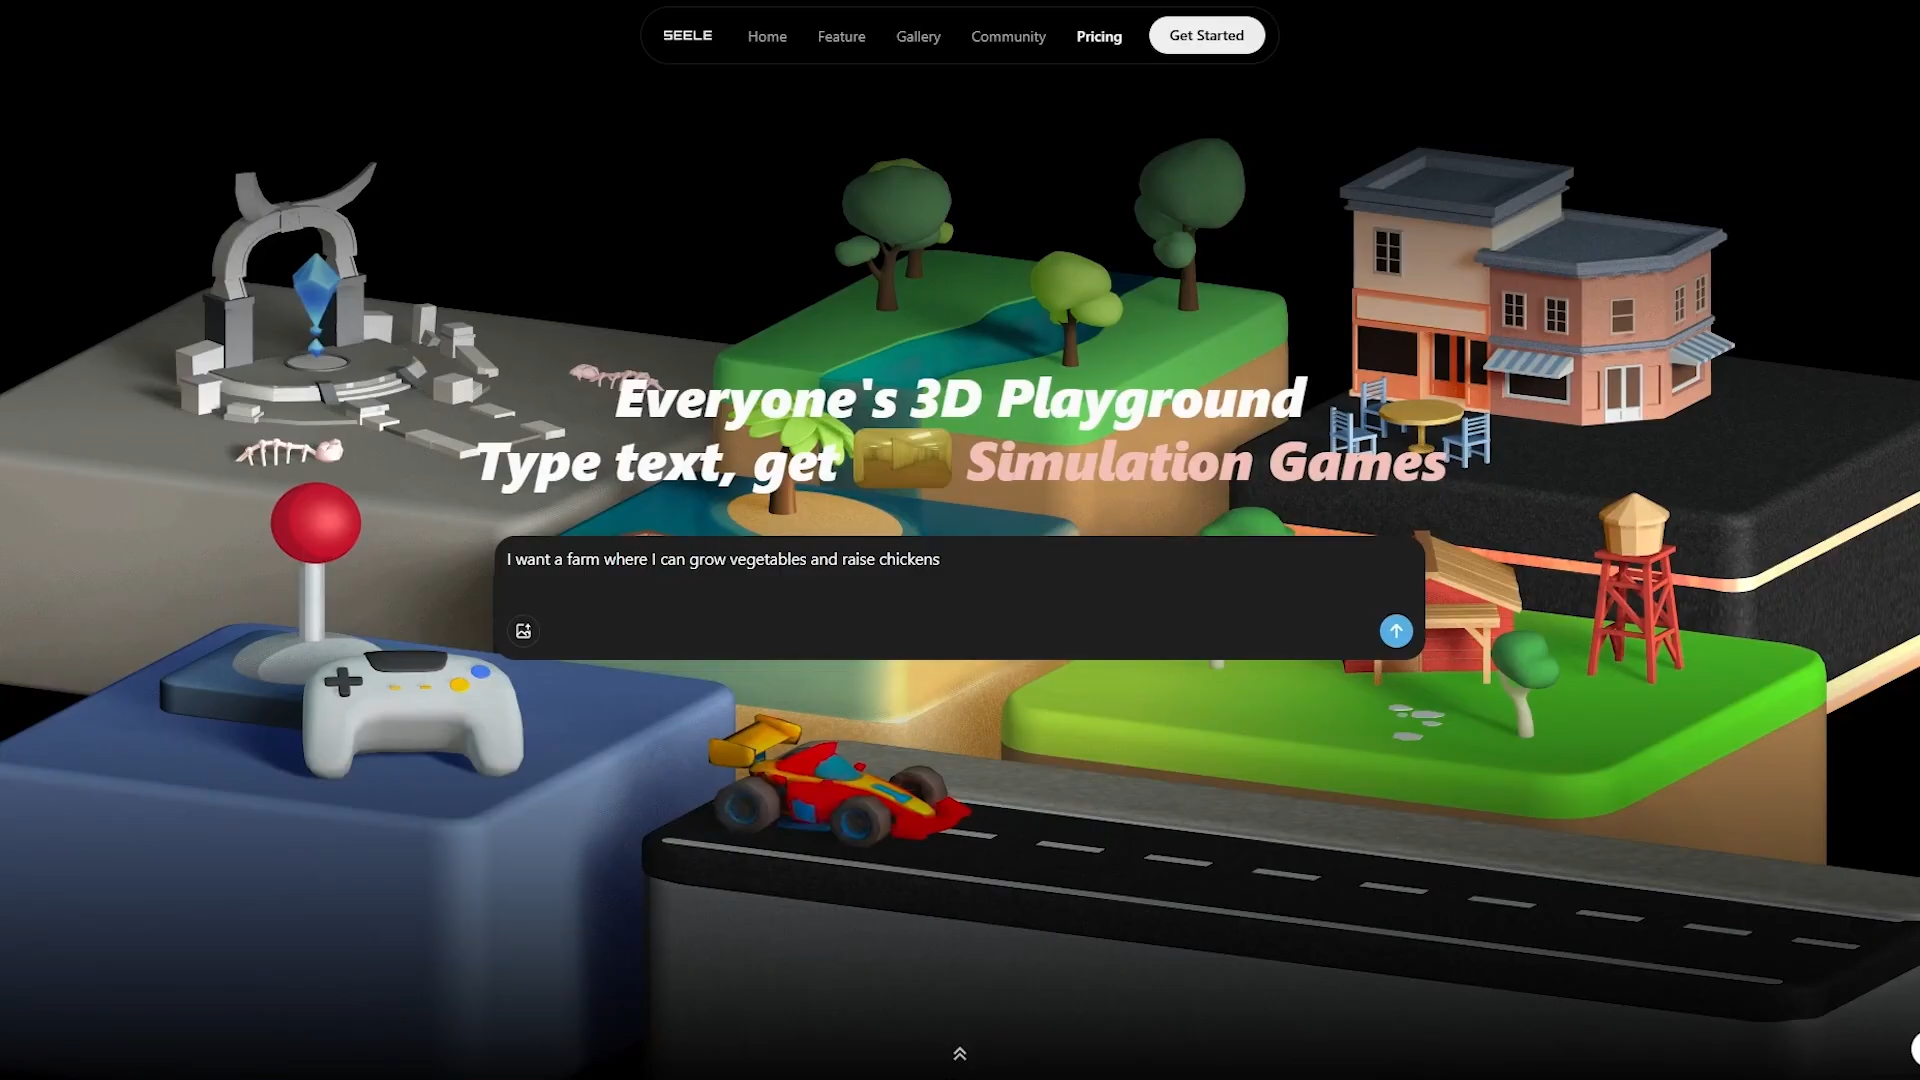 SEELE
Home
Feature
Gallery
Community
Pricing
Get Started
Everyone's 3D Playground
Type text, get Simulation Games
I want a farm where I can grow vegetables and raise chickens